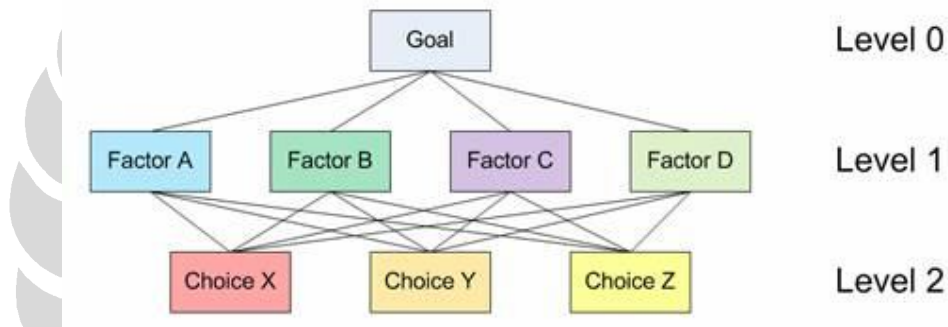 Goal
Level 0
Factor A
Factor B
Factor C
Factor D
Level 1
Choice X
Choice Y
Choice Z
Level 2